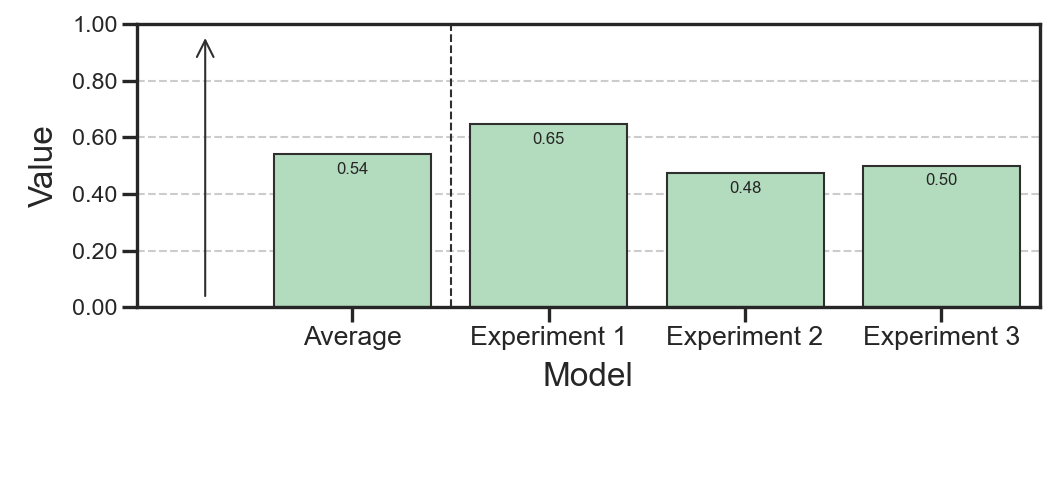 1.00
0.80
0.60
0.40
0.20
0.00
Value
0.54
0.65
0.48
0.50
Average
Experiment 1
Experiment 2
Experiment 3
Model